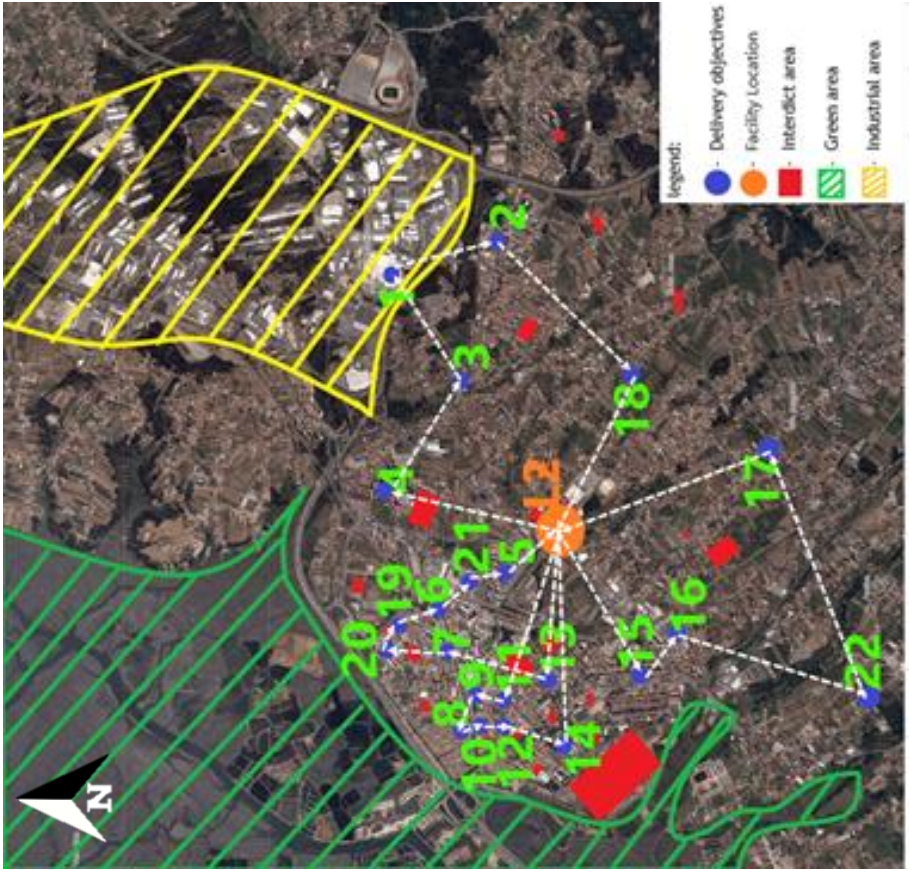 legend:
- Delivery objectives
- Facility Location
- Interdict area
- Green area
- Industrial area
N
1
2
3
4
18
L2
17
21
5
19
6
20
7
16
9
11
13
15
8
10
12
14
22